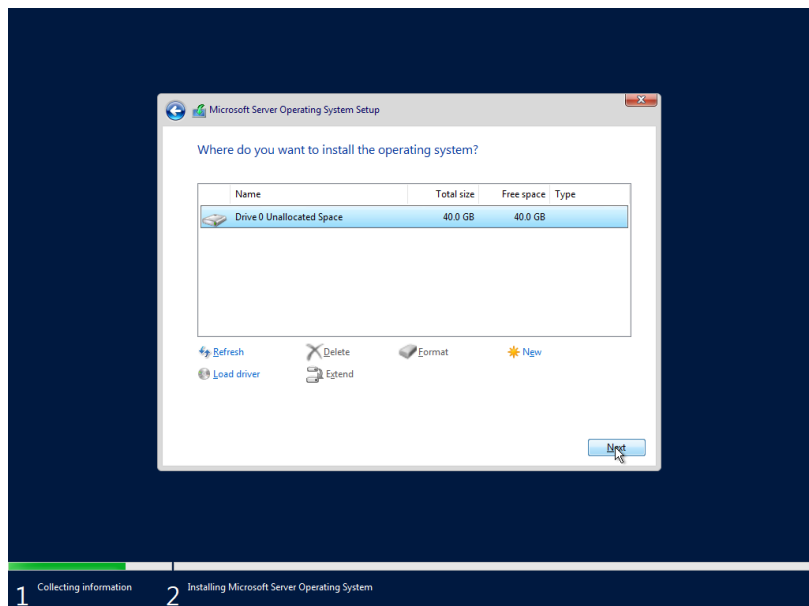 Microsoft Server Operating System Setup
Where do you want to install the operating system?
Name Total size Free space Type
Drive 0 Unallocated Space 40.0 GB 40.0 GB
Refresh Delete Format New
Load driver Extend
Next
1 Collecting information 2 Installing Microsoft Server Operating System